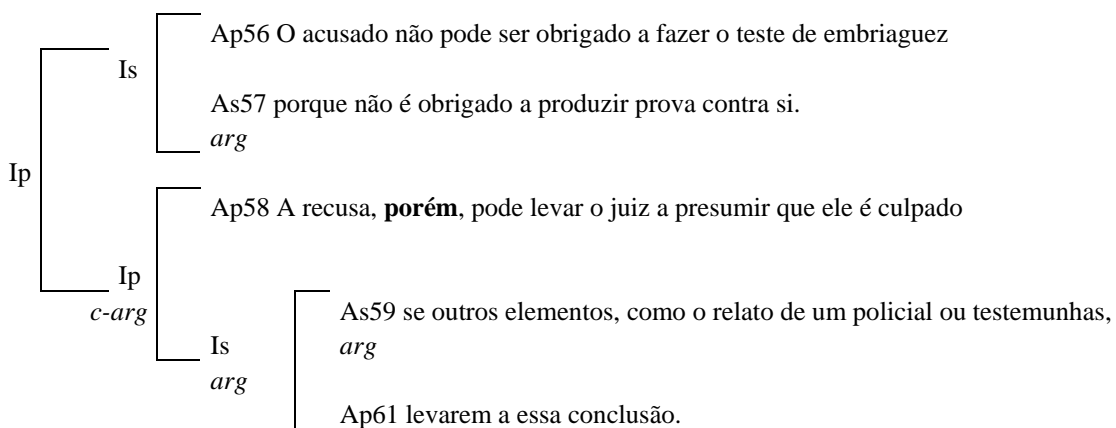 Ap56 O acusado não pode ser obrigado a fazer o teste de embriaguez
Is
As57 porque não é obrigado a produzir prova contra si.
arg
Ip
Ap58 A recusa, porém, pode levar o juiz a presumir que ele é culpado
Ip
c-arg
As59 se outros elementos, como o relato de um policial ou testemunhas,
arg
Is
arg
Ap61 levarem a essa conclusão.